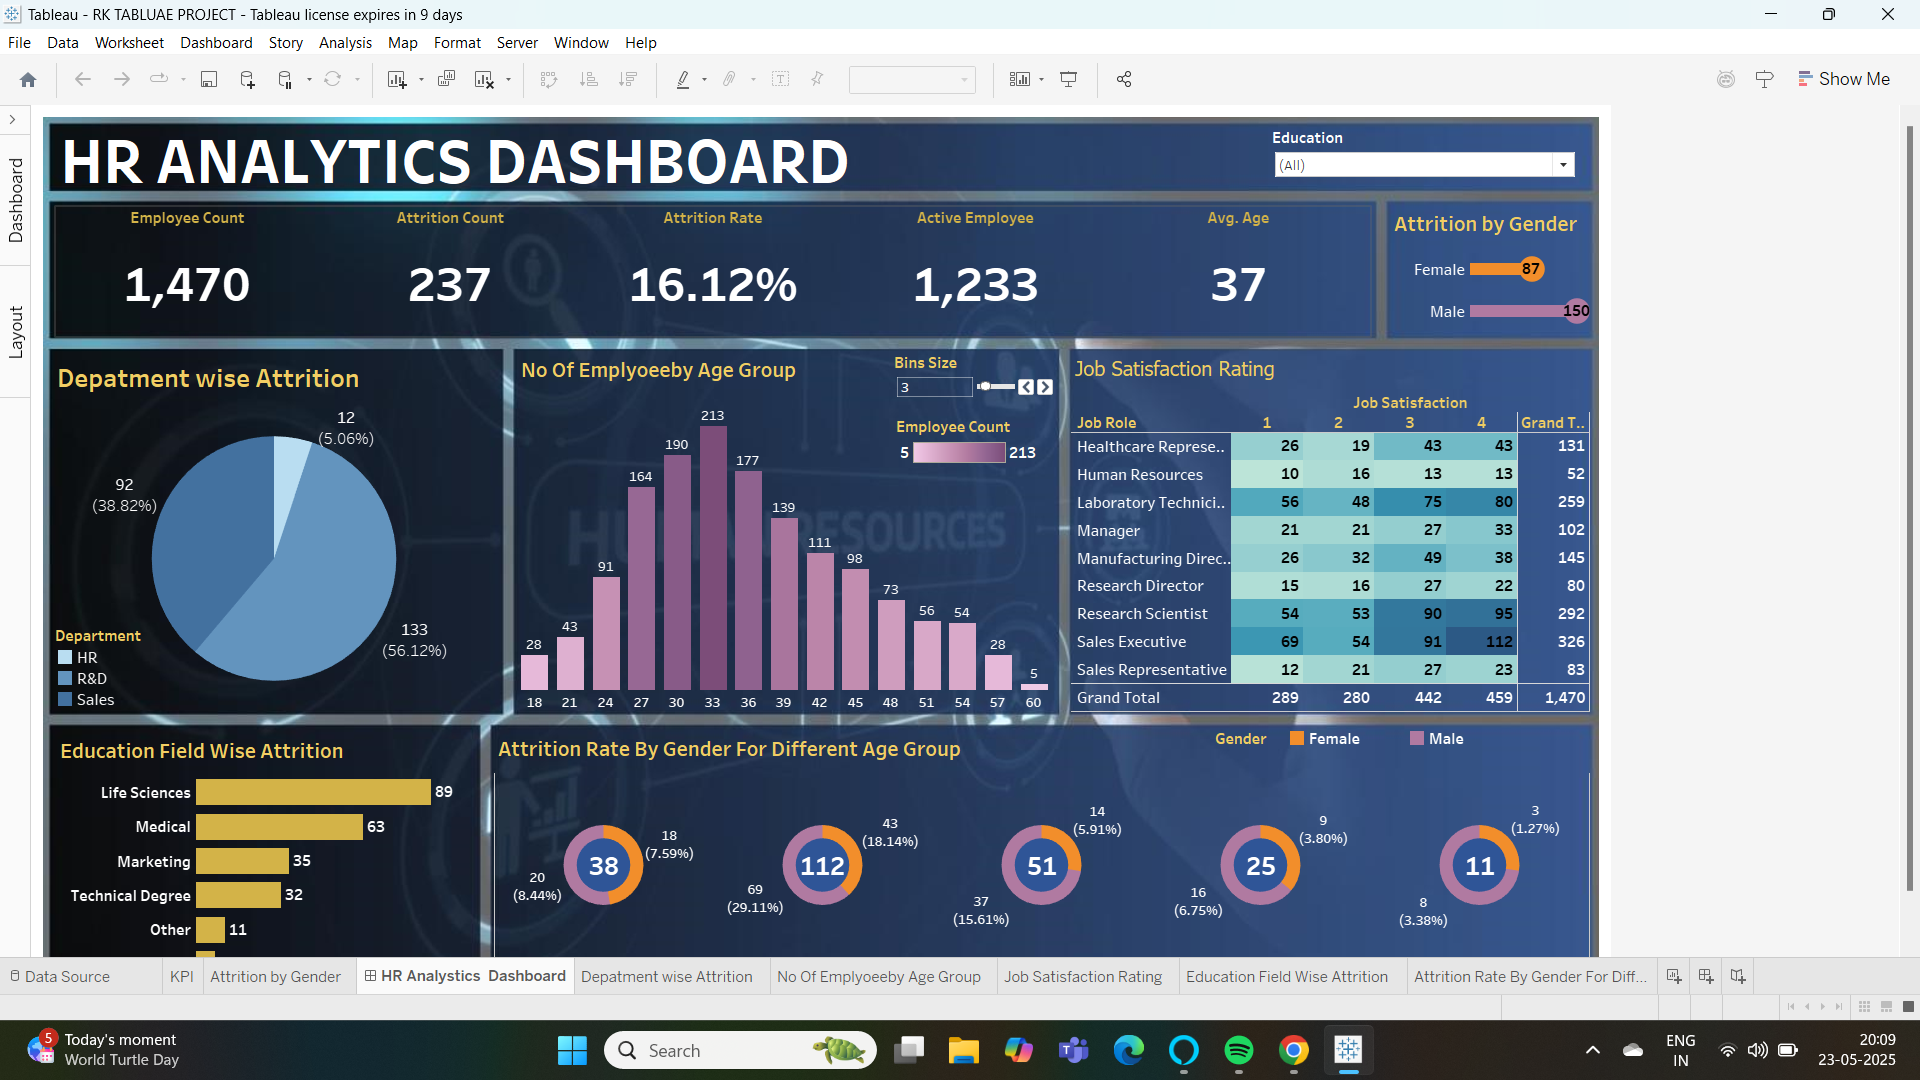 Tableau - RK TABLUAE PROJECT - Tableau license expires in 9 days
File Data Worksheet Dashboard Story Analysis Map Format Server Window Help
Show Me
Dashboard
Layout
HR ANALYTICS DASHBOARD
Education
(All)
Employee Count Attrition Count Attrition Rate Active Employee Avg. Age
1,470 237 16.12% 1,233 37
Attrition by Gender
Female 87
Male 150
Depatment wise Attrition
12
(5.06%)
92
(38.82%)
133
(56.12%)
Department
HR
R&D
Sales
No Of Emplyoeeby Age Group
Bins Size
3
Employee Count
5 213
28 43 91 164 190 213 177 139 111 98 73 56 54 28 5
18 21 24 27 30 33 36 39 42 45 48 51 54 57 60
HUMAN RESOURCES
Job Satisfaction Rating
Job Satisfaction
Job Role 1 2 3 4 Grand T..
Healthcare Represe.. 26 19 43 43 131
Human Resources 10 16 13 13 52
Laboratory Technici.. 56 48 75 80 259
Manager 21 21 27 33 102
Manufacturing Direc.. 26 32 49 38 145
Research Director 15 16 27 22 80
Research Scientist 54 53 90 95 292
Sales Executive 69 54 91 112 326
Sales Representative 12 21 27 23 83
Grand Total 289 280 442 459 1,470
Education Field Wise Attrition
Life Sciences 89
Medical 63
Marketing 35
Technical Degree 32
Other 11
Attrition Rate By Gender For Different Age Group
Gender Female Male
38
18
(7.59%)
20
(8.44%)
112
43
(18.14%)
69
(29.11%)
51
14
(5.91%)
37
(15.61%)
25
9
(3.80%)
16
(6.75%)
11
3
(1.27%)
8
(3.38%)
Data Source KPI Attrition by Gender HR Analystics Dashboard Depatment wise Attrition No Of Emplyoeeby Age Group Job Satisfaction Rating Education Field Wise Attrition Attrition Rate By Gender For Diff...
5
Today's moment
World Turtle Day
Search
ENG
IN
20:09
23-05-2025